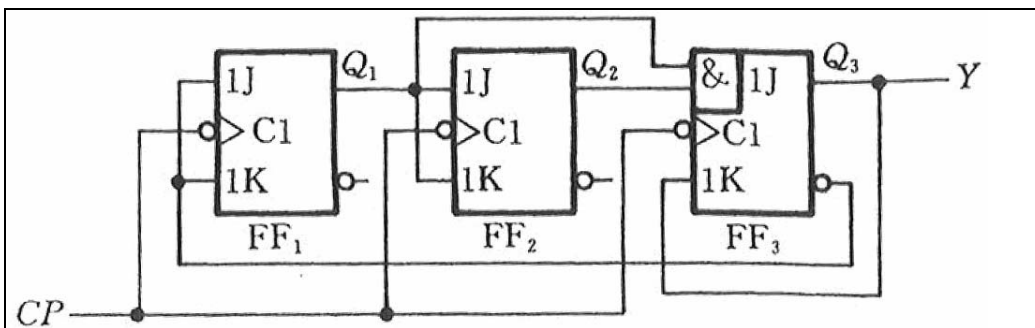 Q₁ Q₂ Q₃
1J 1J & 1J Y
C1 C1 C1
1K 1K 1K
FF₁ FF₂ FF₃
CP